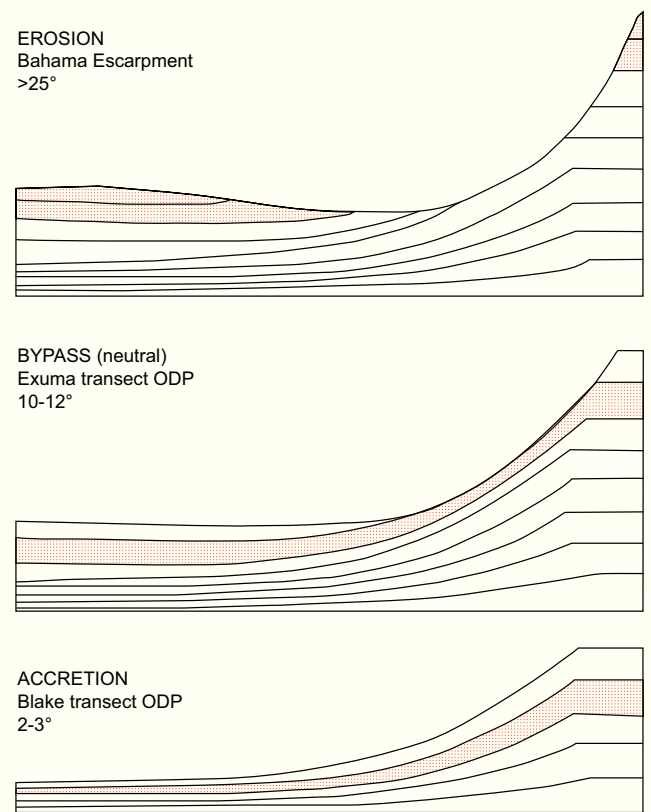 EROSION
Bahama Escarpment
>25°
BYPASS (neutral)
Exuma transect ODP
10-12°
ACCRETION
Blake transect ODP
2-3°